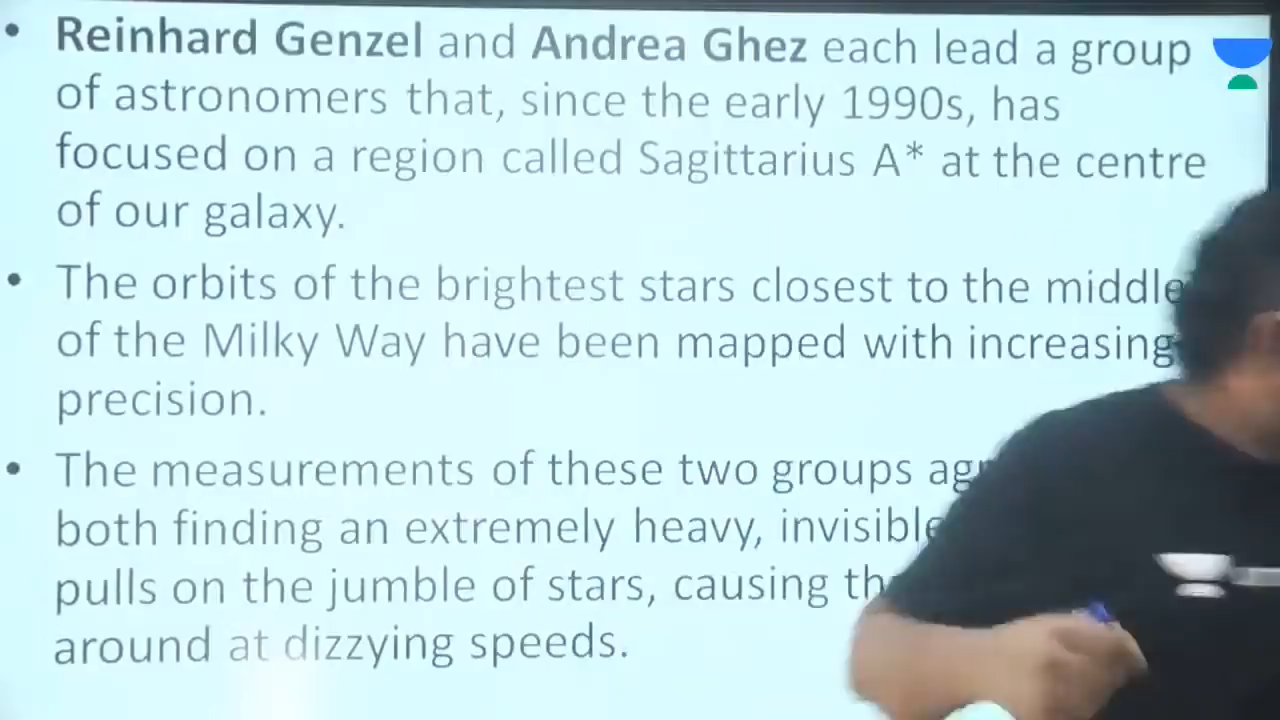 • Reinhard Genzel and Andrea Ghez each lead a group
of astronomers that, since the early 1990s, has
focused on a region called Sagittarius A* at the centre
of our galaxy.
• The orbits of the brightest stars closest to the middle
of the Milky Way have been mapped with increasing
precision.
• The measurements of these two groups
both finding an extremely heavy, invisible
pulls on the jumble of stars, causing
around at dizzying speeds.